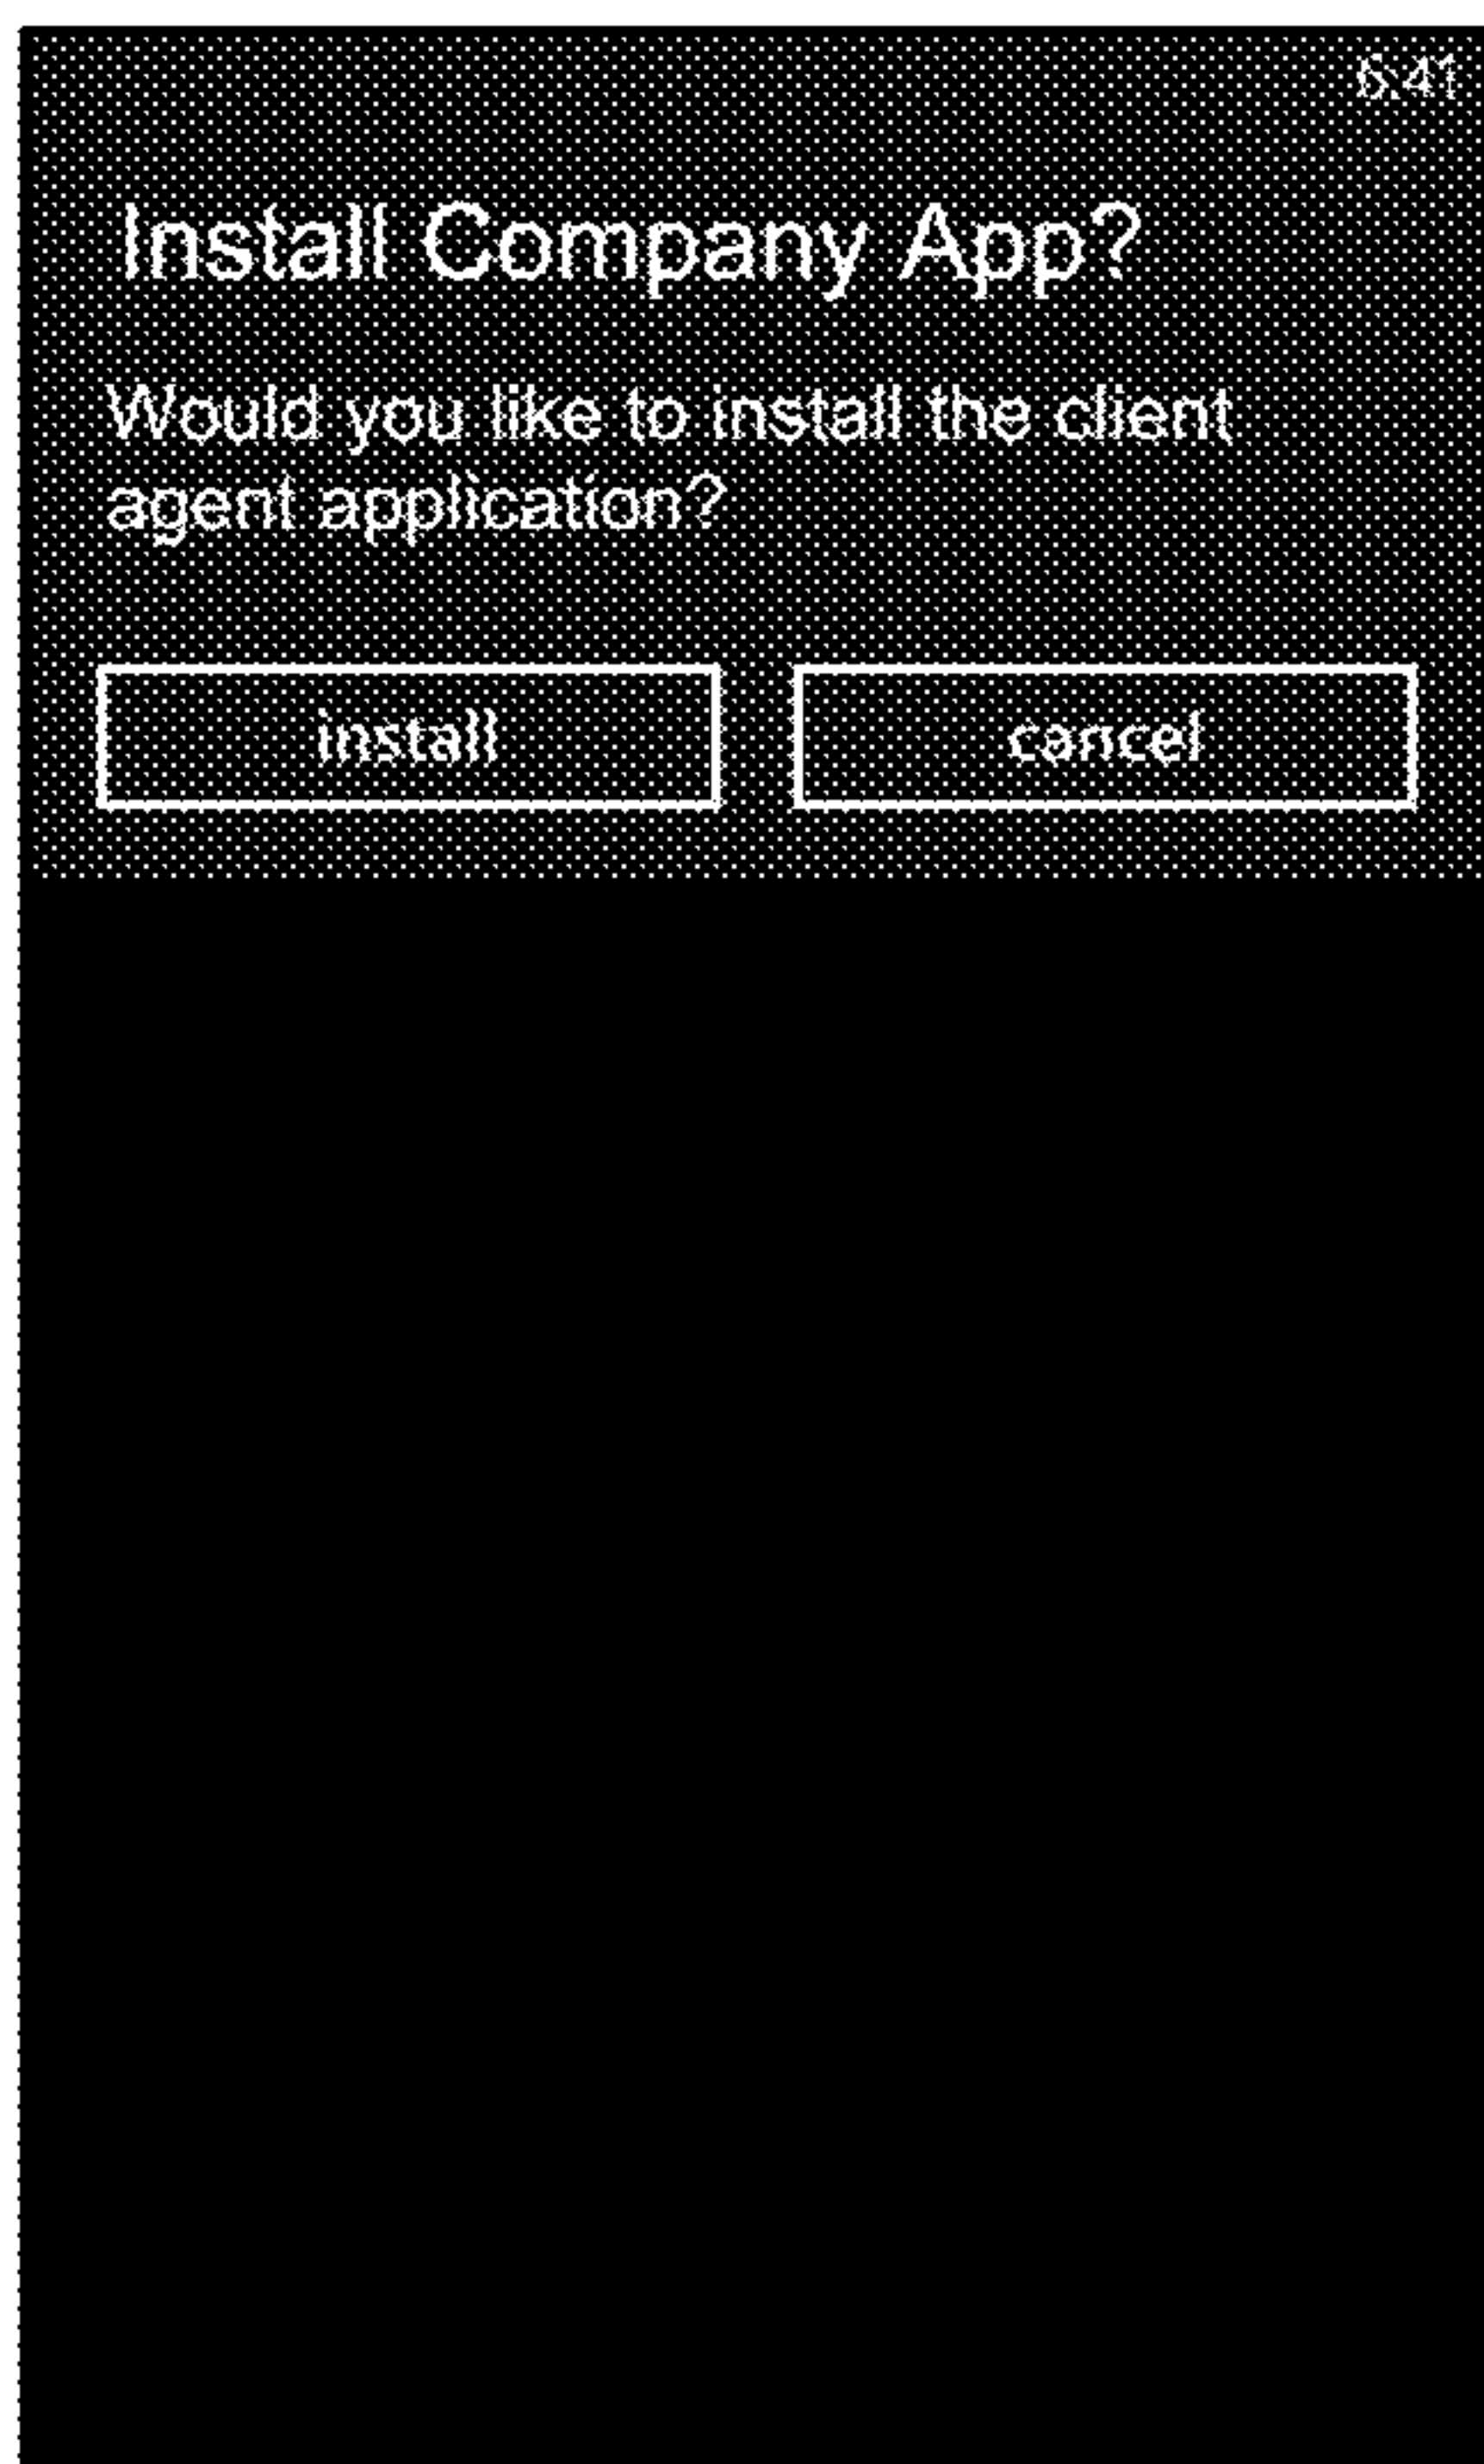 6:41
Install Company App?
Would you like to install the client
agent application?
install
cancel